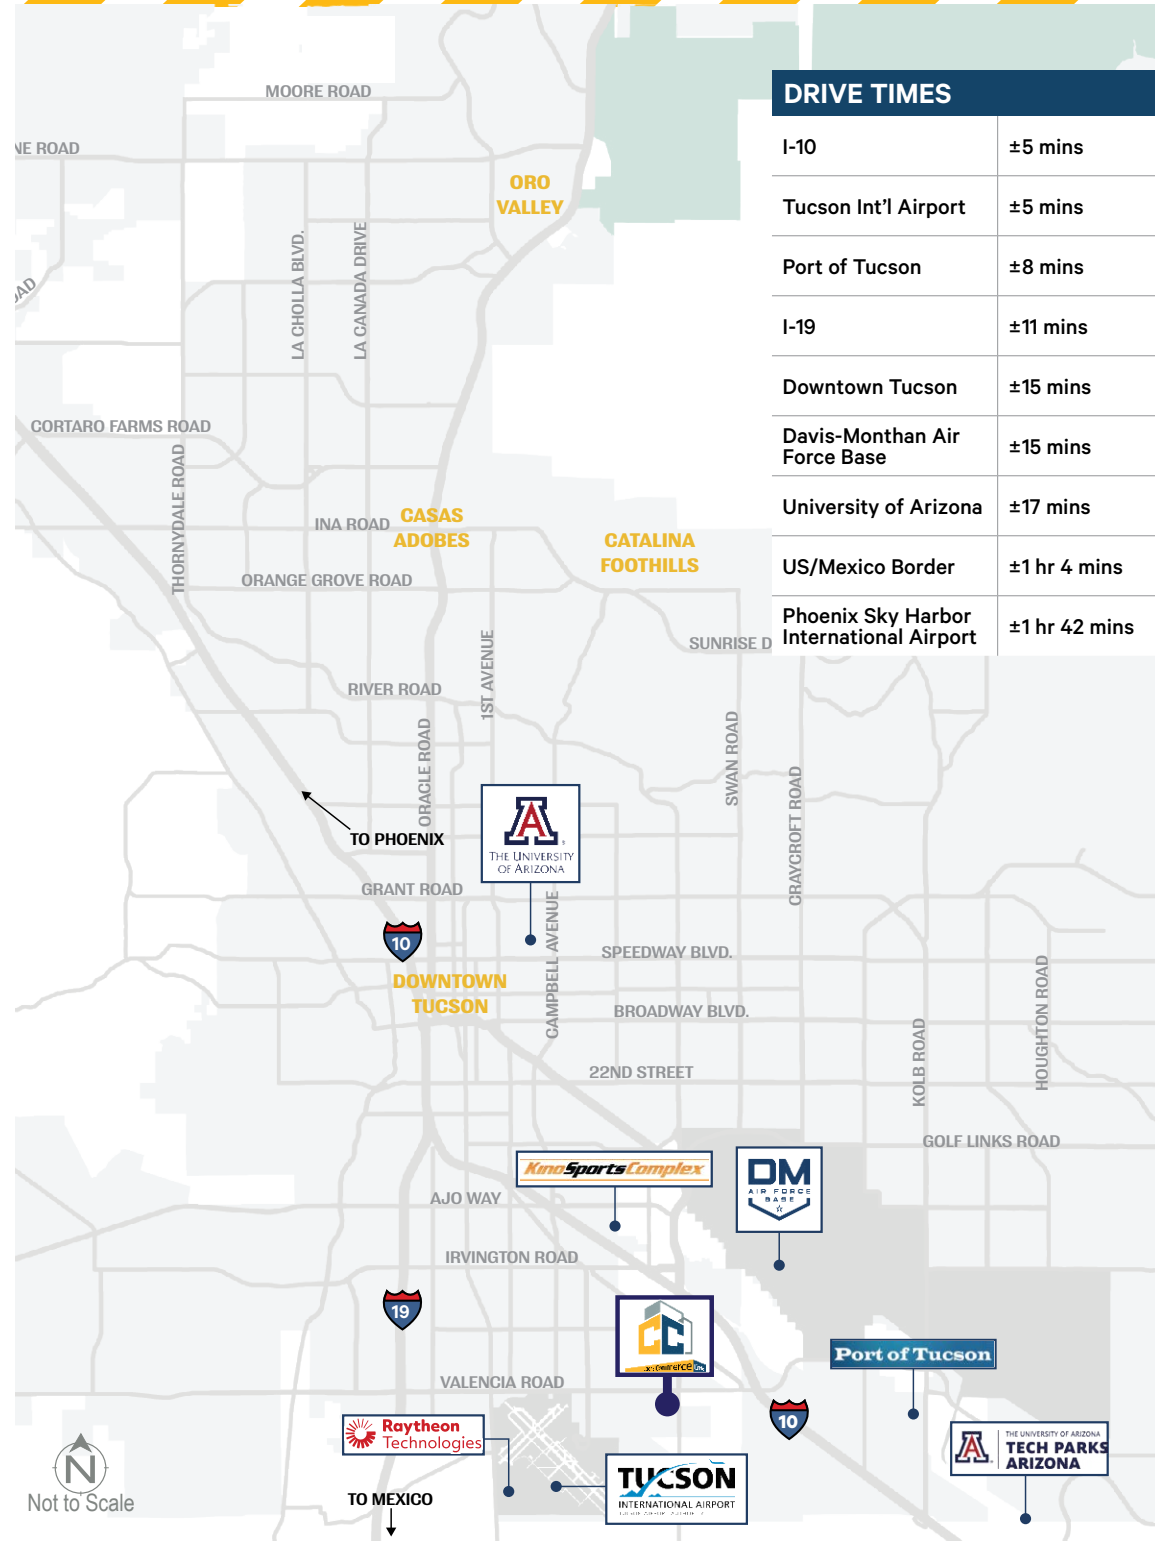 MOORE ROAD
NE ROAD
ORO
VALLEY
LA CHOLLA BLVD.
LA CANADA DRIVE
DRIVE TIMES
I-10 ±5 mins
Tucson Int'l Airport ±5 mins
Port of Tucson ±8 mins
I-19 ±11 mins
Downtown Tucson ±15 mins
Davis-Monthan Air
Force Base ±15 mins
University of Arizona ±17 mins
US/Mexico Border ±1 hr 4 mins
Phoenix Sky Harbor
International Airport ±1 hr 42 mins
CORTARO FARMS ROAD
THORNYDALE ROAD
INA ROAD
CASAS
ADOBES
CATALINA
FOOTHILLS
ORANGE GROVE ROAD
SUNRISE D
1ST AVENUE
RIVER ROAD
ORACLE ROAD
SWAN ROAD
CRAYCROFT ROAD
TO PHOENIX
A
THE UNIVERSITY
OF ARIZONA
GRANT ROAD
CAMPBELL AVENUE
10
SPEEDWAY BLVD.
DOWNTOWN
TUCSON
BROADWAY BLVD.
KOLB ROAD
HOUGHTON ROAD
22ND STREET
GOLF LINKS ROAD
KinoSportsComplex
DM
AIR FORCE
BASE
AJO WAY
IRVINGTON ROAD
19
CC
Port of Tucson
VALENCIA ROAD
10
Raytheon
Technologies
A
THE UNIVERSITY OF ARIZONA
TECH PARKS
ARIZONA
TUCSON
INTERNATIONAL AIRPORT
N
Not to Scale
TO MEXICO